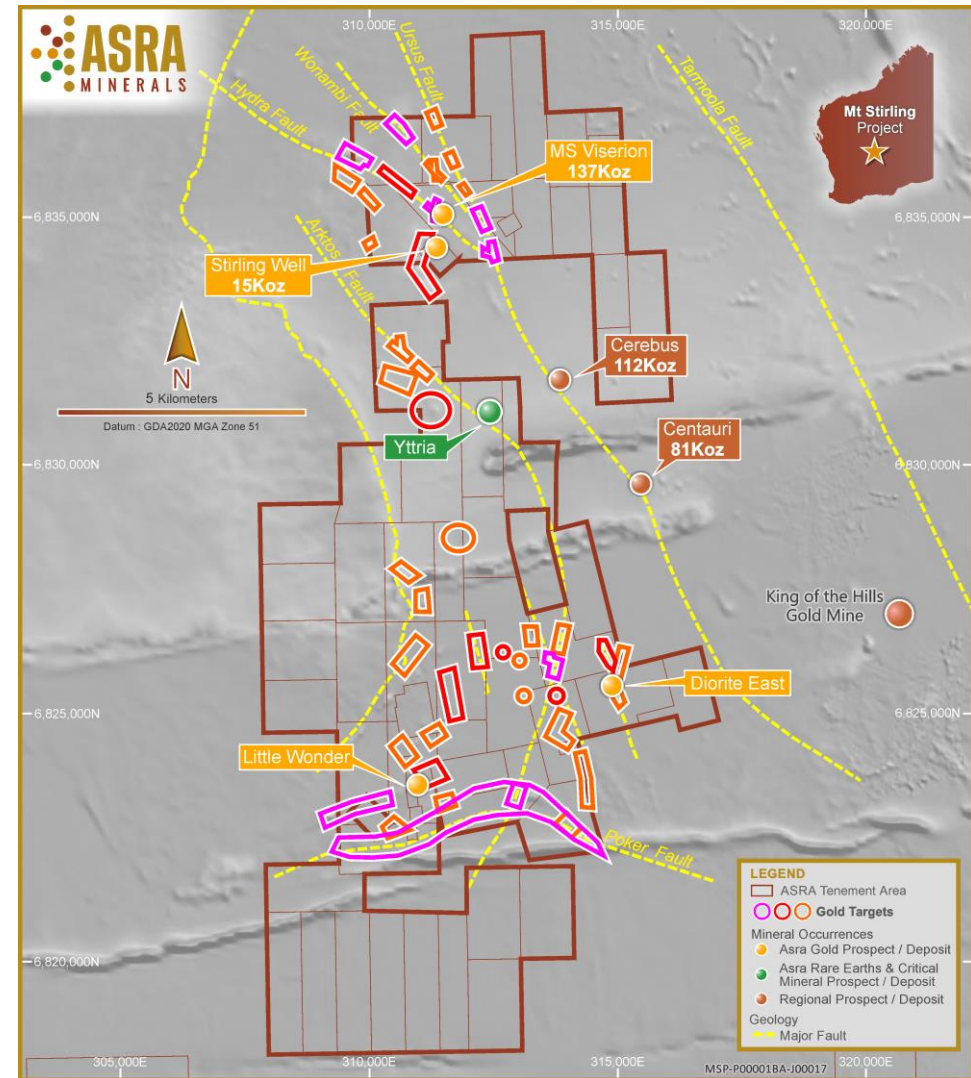 ASRA
MINERALS
310,000E
315,000E
320,000E
Ursus Fault
Wonambi Fault
Hydra Fault
Tarmoola Fault
Mt Stirling
Project
MS Viserion
137Koz
6,835,000N
6,835,000N
Arktos Fault
Stirling Well
15Koz
N
5 Kilometers
Datum : GDA2020 MGA Zone 51
Cerebus
112Koz
Yttria
Centauri
81Koz
6,830,000N
6,830,000N
King of the Hills
Gold Mine
Diorite East
6,825,000N
6,825,000N
Little Wonder
Poker Fault
LEGEND
ASRA Tenement Area
Gold Targets
Mineral Occurrences
Asra Gold Prospect / Deposit
Asra Rare Earths & Critical
Mineral Prospect / Deposit
Regional Prospect / Deposit
Geology
Major Fault
6,820,000N
6,820,000N
305,000E
310,000E
315,000E
320,000E
MSP-P00001BA-J00017